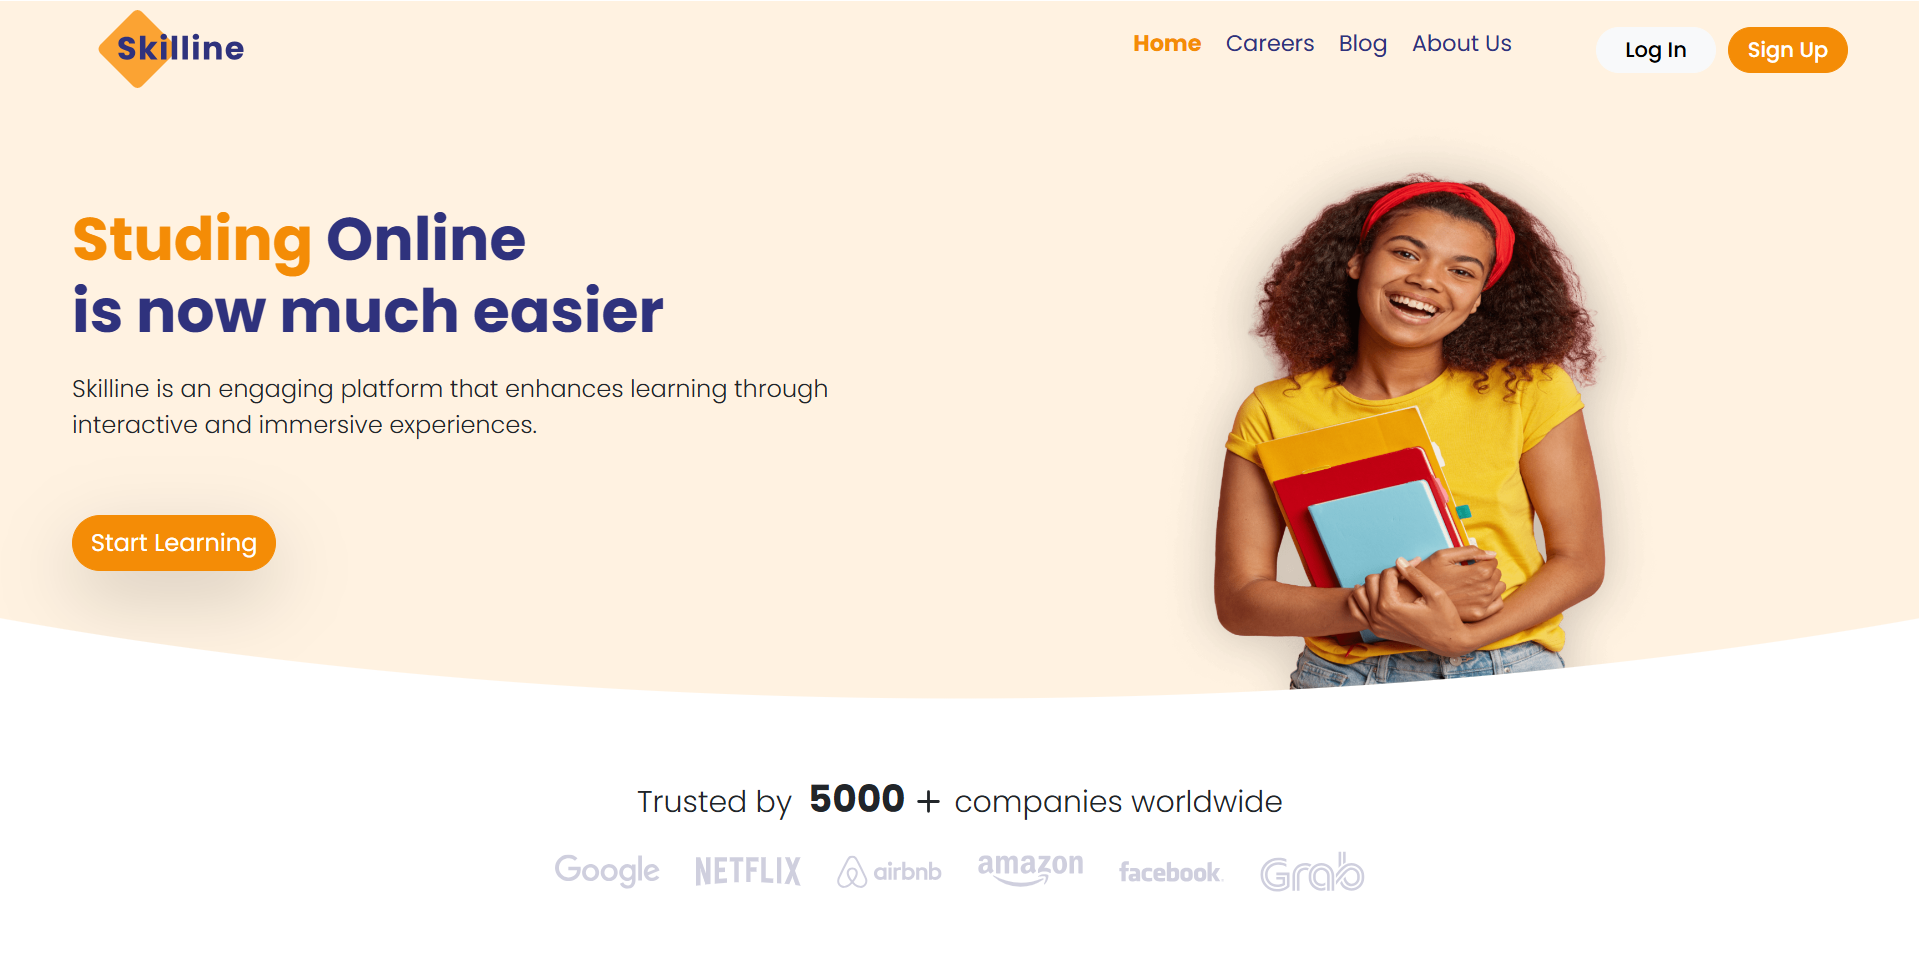 Skilline
Home Careers Blog About Us Log In Sign Up
Studing Online
is now much easier
Skilline is an engaging platform that enhances learning through
interactive and immersive experiences.
Start Learning
Trusted by 5000 + companies worldwide
Google NETFLIX airbnb amazon facebook Grab